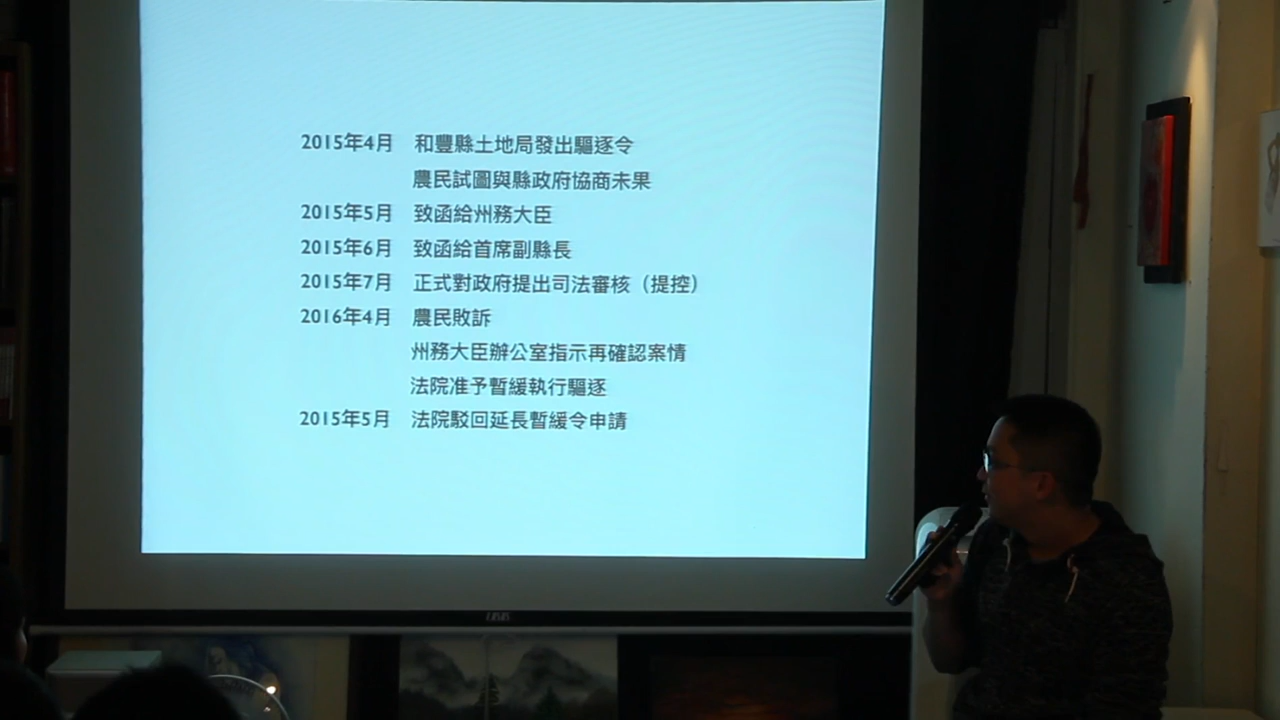 2015年4月 和豐縣土地局發出驅逐令
農民試圖與縣政府協商未果
2015年5月 致函給州務大臣
2015年6月 致函給首席副縣長
2015年7月 正式對政府提出司法審核（提控）
2016年4月 農民敗訴
州務大臣辦公室指示再確認案情
法院准予暫緩執行驅逐
2015年5月 法院駁回延長暫緩令申請